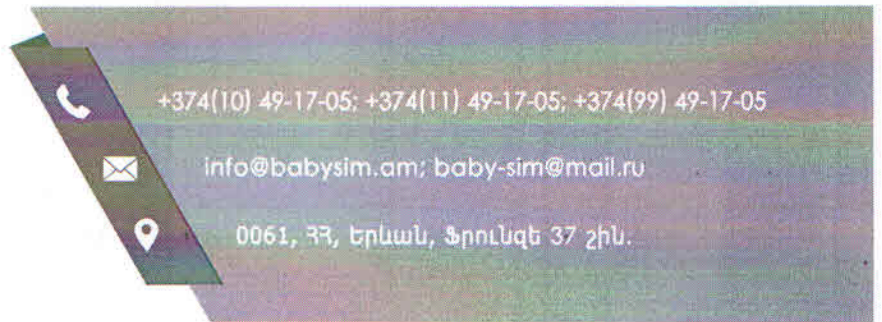 +374(10) 49-17-05; +374(11) 49-17-05; +374(99) 49-17-05
info@babysim.am; baby-sim@mail.ru
0061, ՀՀ, Երևան, Ֆրունզե 37 շին.